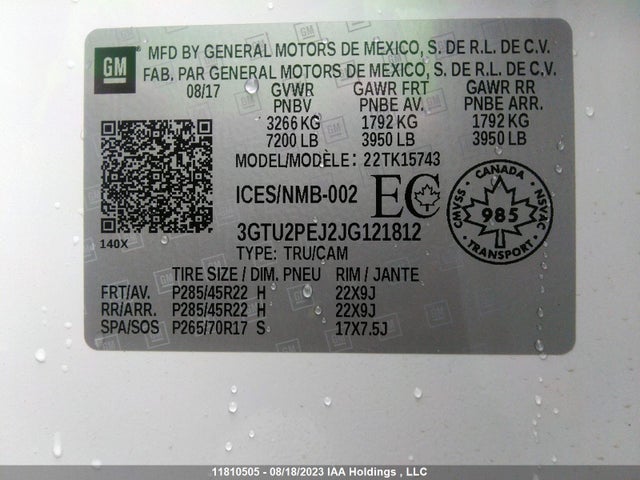 GM
MFD BY GENERAL MOTORS DE MEXICO, S. DE R.L. DE C.V.
FAB. PAR GENERAL MOTORS DE MEXICO, S. DE R.L. DE C.V.
08/17 GVWR GAWR FRT GAWR RR
PNBV PNBE AV. PNBE ARR.
3266 KG 1792 KG 1792 KG
7200 LB 3950 LB 3950 LB
MODEL/MODÈLE: 22TK15743
ICES/NMB-002 EC
CANADA
CMVSS 985 NSVAC
TRANSPORT
3GTU2PEJ2JG121812
140X
TYPE: TRU/CAM
TIRE SIZE / DIM. PNEU RIM / JANTE
FRT/AV. P285/45R22 H 22X9J
RR/ARR. P285/45R22 H 22X9J
SPA/SOS P265/70R17 S 17X7.5J
11810505 - 08/18/2023 IAA Holdings , LLC